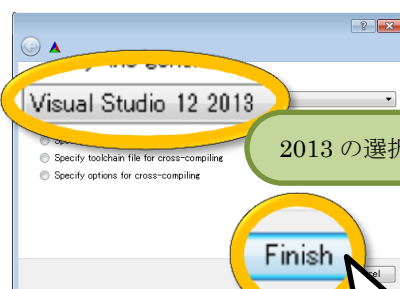 Visual Studio 12 2013
Specify toolchain file for cross-compiling
2013 の選択
Specify options for cross-compiling
Finish